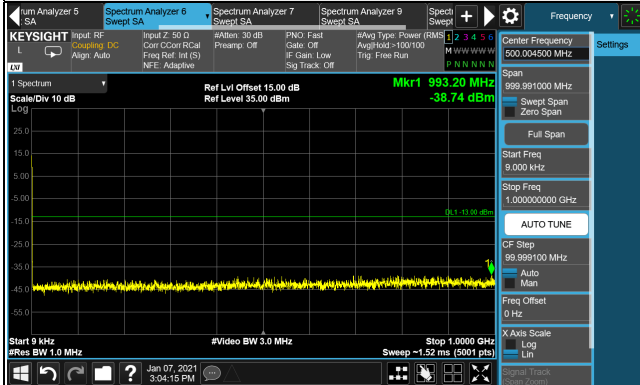 rum Analyzer 5
Swept SA
Spectrum Analyzer 6
Swept SA
Spectrum Analyzer 7
Swept SA
Spectrum Analyzer 9
Swept SA
Spect
Swept
+
Frequency
KEYSIGHT
L
LXI
Input: RF
Coupling: DC
Align: Auto
Input Z: 50 Ω
Corr CCorr RCal
Freq Ref: Int (S)
NFE: Adaptive
#Atten: 30 dB
Preamp: Off
PNO: Fast
Gate: Off
IF Gain: Low
Sig Track: Off
#Avg Type: Power (RMS
Avg|Hold:>100/100
Trig: Free Run
1 2 3 4 5 6
M W W W W W
P N N N N N
1 Spectrum
Scale/Div 10 dB
Log
Ref Lvl Offset 15.00 dB
Ref Level 35.00 dBm
Mkr1 993.20 MHz
-38.74 dBm
25.0
15.0
5.00
-5.00
-15.0
-25.0
-35.0
-45.0
-55.0
DL1 -13.00 dBm
1
Start 9 kHz
#Res BW 1.0 MHz
#Video BW 3.0 MHz
Stop 1.0000 GHz
Sweep ~1.52 ms (5001 pts)
Jan 07, 2021
3:04:15 PM
?
Center Frequency
500.004500 MHz
Span
999.991000 MHz
Swept Span
Zero Span
Full Span
Start Freq
9.000 kHz
Stop Freq
1.000000000 GHz
AUTO TUNE
CF Step
99.999100 MHz
Auto
Man
Freq Offset
0 Hz
X Axis Scale
Log
Lin
Signal Track
(Span Zoom)
Settings